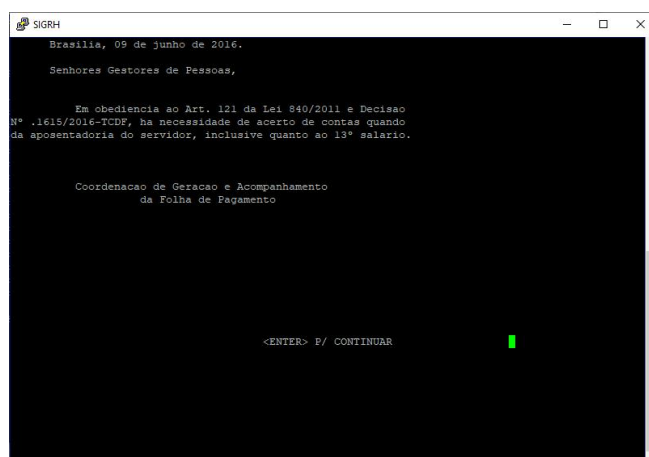 SIGRH
Brasilia, 09 de junho de 2016.
Senhores Gestores de Pessoas,
Em obediencia ao Art. 121 da Lei 840/2011 e Decisao
Nº .1615/2016-TCDF, ha necessidade de acerto de contas quando
da aposentadoria do servidor, inclusive quanto ao 13º salario.
Coordenacao de Geracao e Acompanhamento
da Folha de Pagamento
<ENTER> P/ CONTINUAR